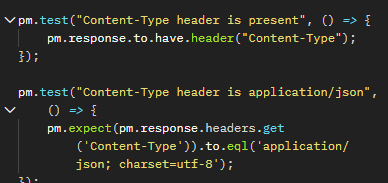 pm.test("Content-Type header is present", () => {
pm.response.to.have.header("Content-Type");
});
pm.test("Content-Type header is application/json",
() => {
pm.expect(pm.response.headers.get
('Content-Type')).to.eql('application/
json; charset=utf-8');
});